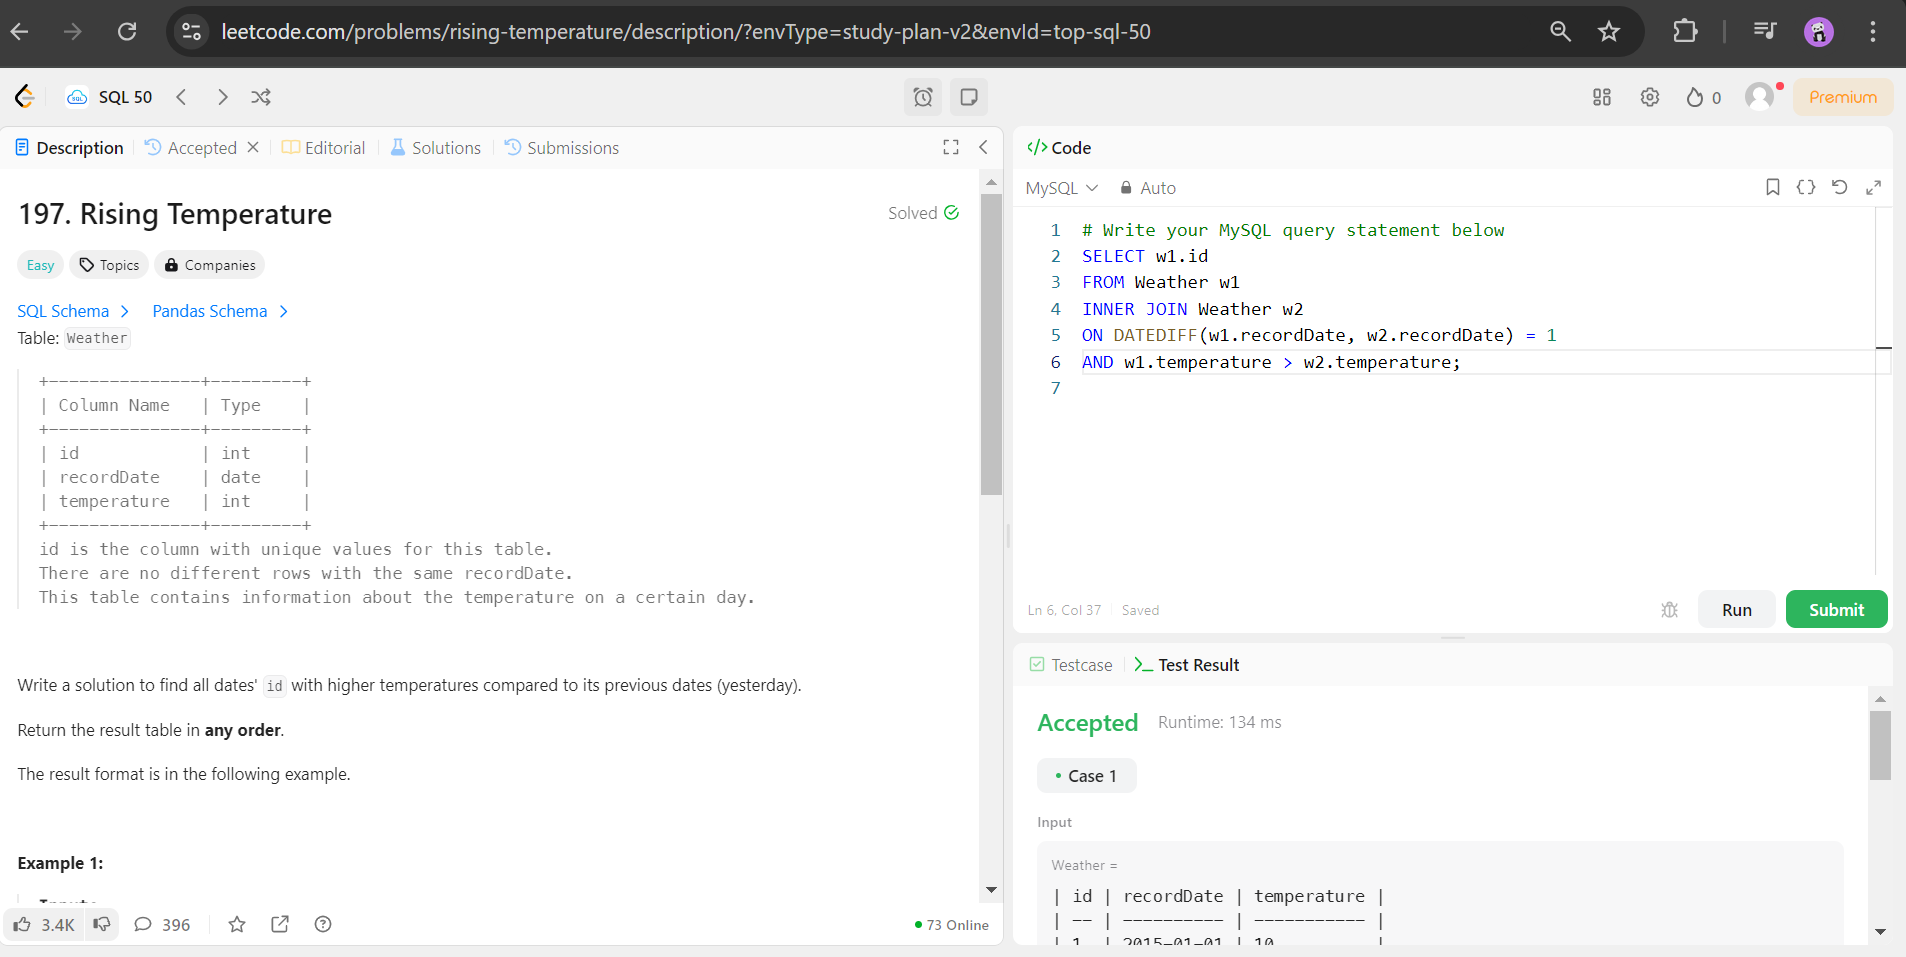 leetcode.com/problems/rising-temperature/description/?envType=study-plan-v2&envId=top-sql-50
SQL 50
0
Premium
Description
Accepted
Editorial
Solutions
Submissions
197. Rising Temperature
Solved
Easy
Topics
Companies
SQL Schema
Pandas Schema
Table: Weather
+---------------+---------+
| Column Name   | Type    |
+---------------+---------+
| id            | int     |
| recordDate    | date    |
| temperature   | int     |
+---------------+---------+
id is the column with unique values for this table.
There are no different rows with the same recordDate.
This table contains information about the temperature on a certain day.
Write a solution to find all dates' id with higher temperatures compared to its previous dates (yesterday).
Return the result table in any order.
The result format is in the following example.
Example 1:
3.4K
396
73 Online
</> Code
MySQL
Auto
1 # Write your MySQL query statement below
2 SELECT w1.id
3 FROM Weather w1
4 INNER JOIN Weather w2
5 ON DATEDIFF(w1.recordDate, w2.recordDate) = 1
6 AND w1.temperature > w2.temperature;
7
Ln 6, Col 37
Saved
Run
Submit
Testcase
Test Result
Accepted
Runtime: 134 ms
Case 1
Input
Weather =
| id | recordDate | temperature |
| -- | ---------- | ----------- |
| 1  | 2015-01-01 | 10          |